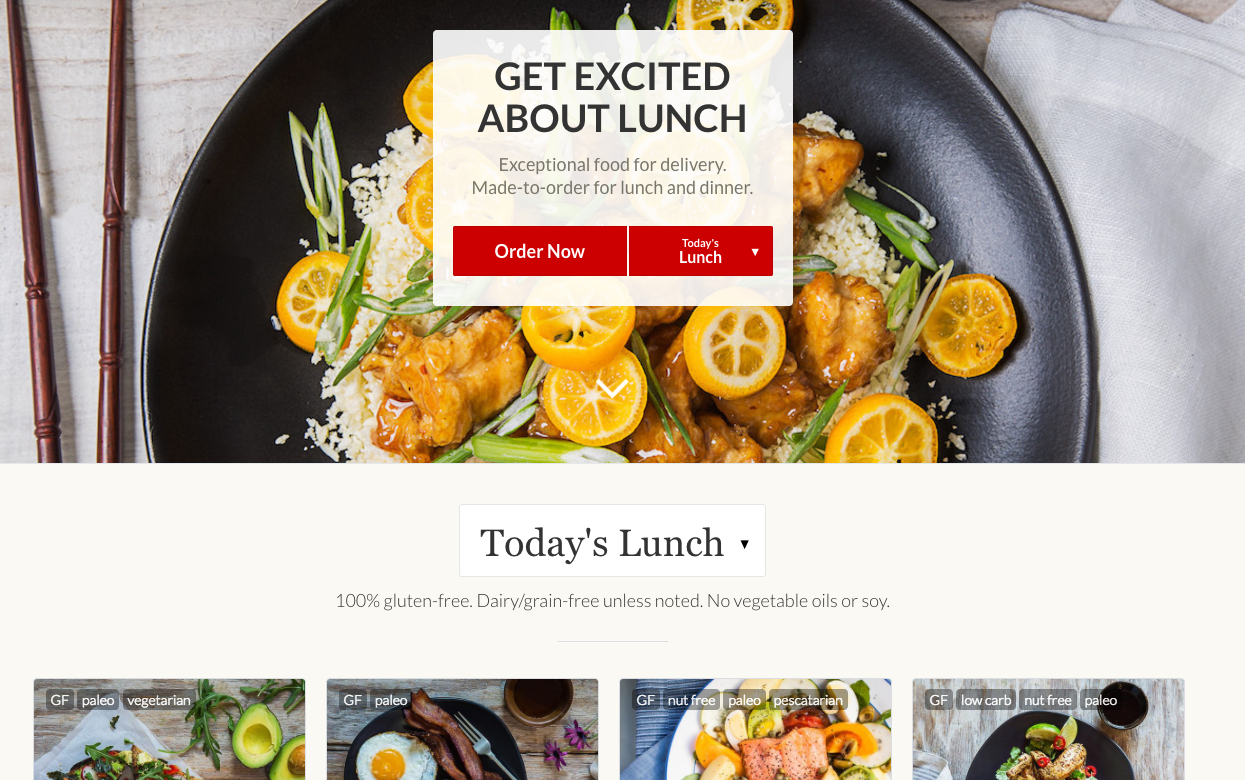 GET EXCITED
ABOUT LUNCH
Exceptional food for delivery.
Made-to-order for lunch and dinner.
Order Now
Today's
Lunch
Today's Lunch
100% gluten-free. Dairy/grain-free unless noted. No vegetable oils or soy.
GF paleo vegetarian
GF paleo
GF nut free paleo pescatarian
GF low carb nut free paleo